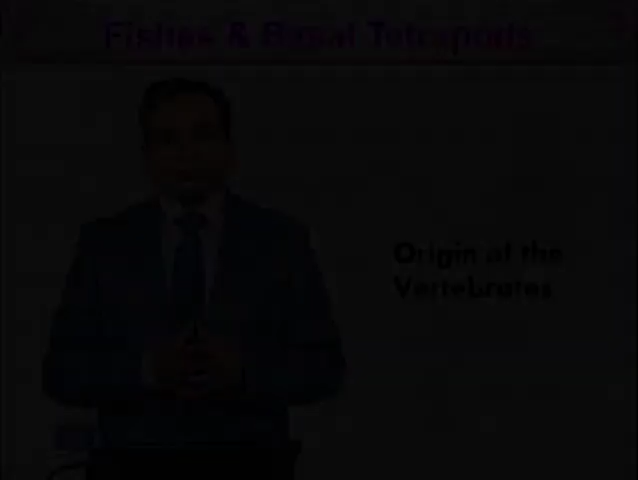 Fishes & Basal Tetrapods
Origin of the
Vertebrates